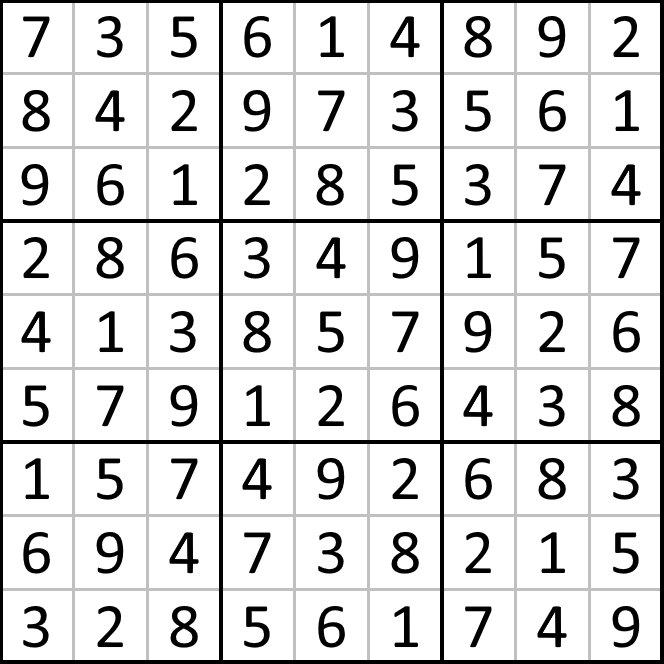 7 3 5 6 1 4 8 9 2
8 4 2 9 7 3 5 6 1
9 6 1 2 8 5 3 7 4
2 8 6 3 4 9 1 5 7
4 1 3 8 5 7 9 2 6
5 7 9 1 2 6 4 3 8
1 5 7 4 9 2 6 8 3
6 9 4 7 3 8 2 1 5
3 2 8 5 6 1 7 4 9